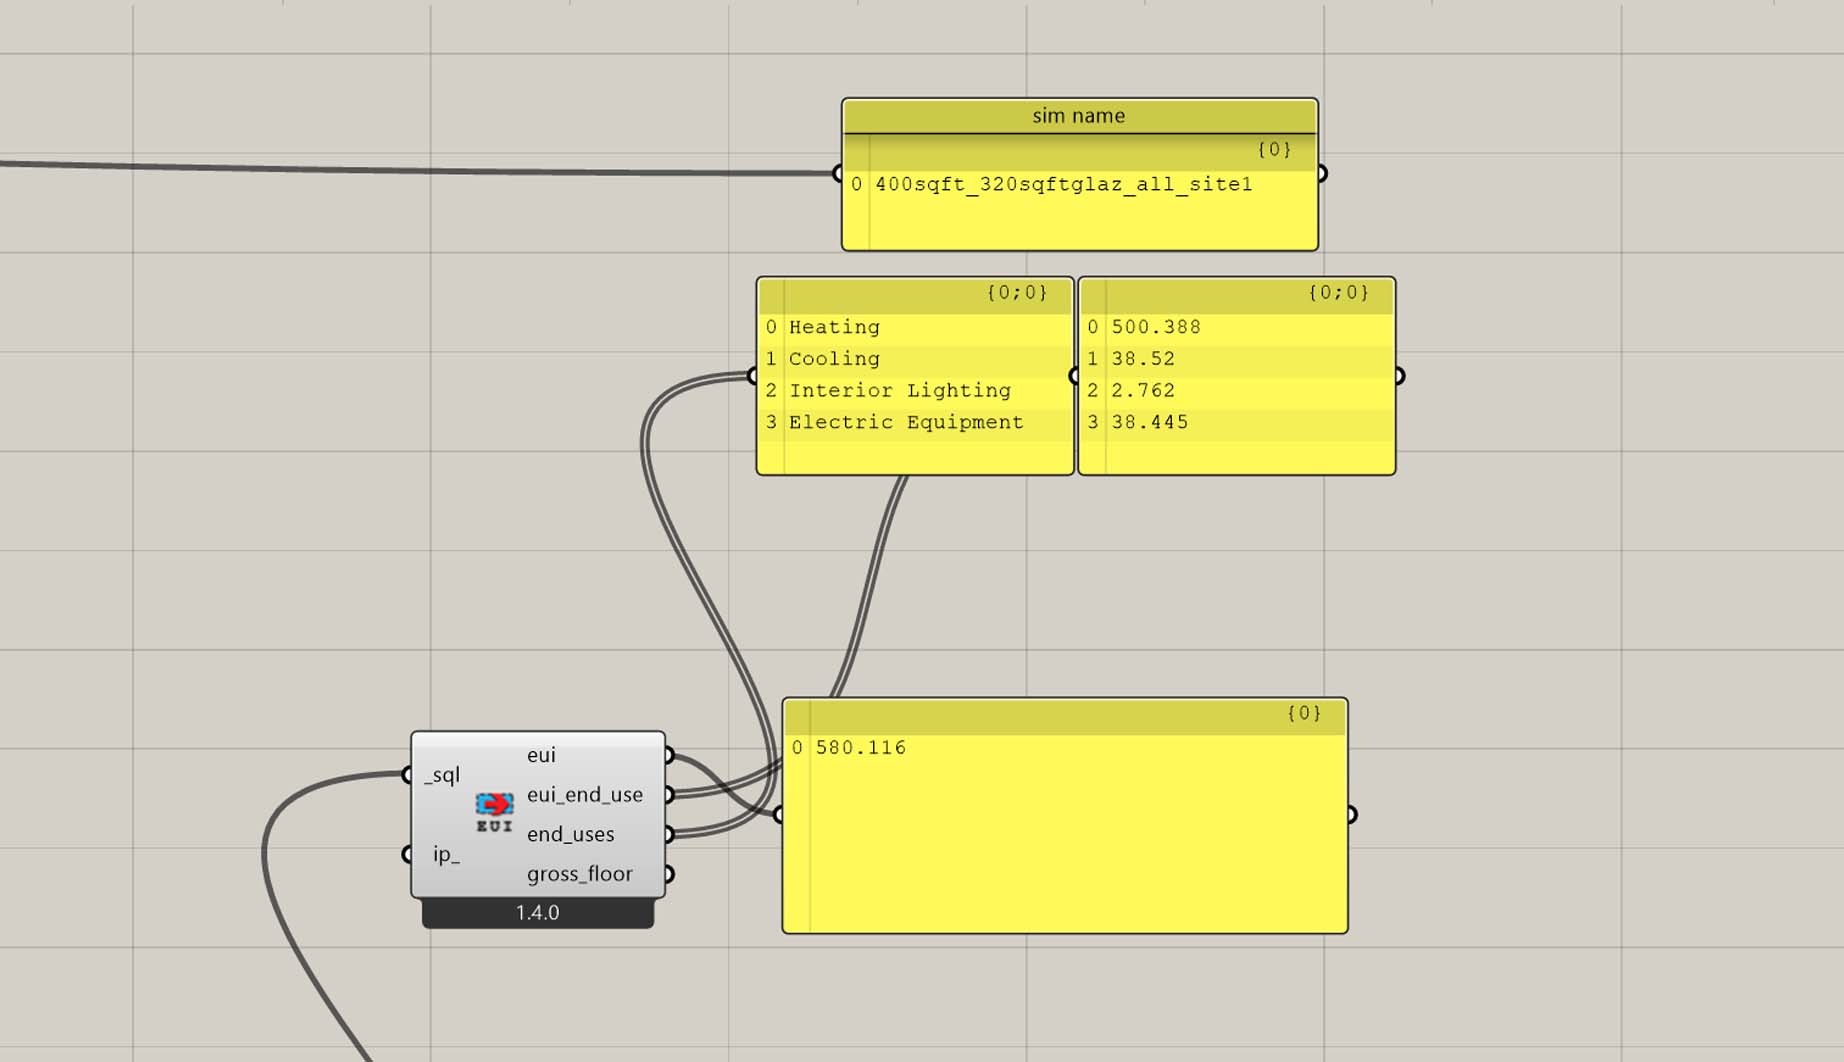 sim name
{0}
0 400sqft_320sqftglaz_all_site1
{0;0}
0 Heating
1 Cooling
2 Interior Lighting
3 Electric Equipment
{0;0}
0 500.388
1 38.52
2 2.762
3 38.445
{0}
0 580.116
_sql
ip_
EUI
eui
eui_end_use
end_uses
gross_floor
1.4.0